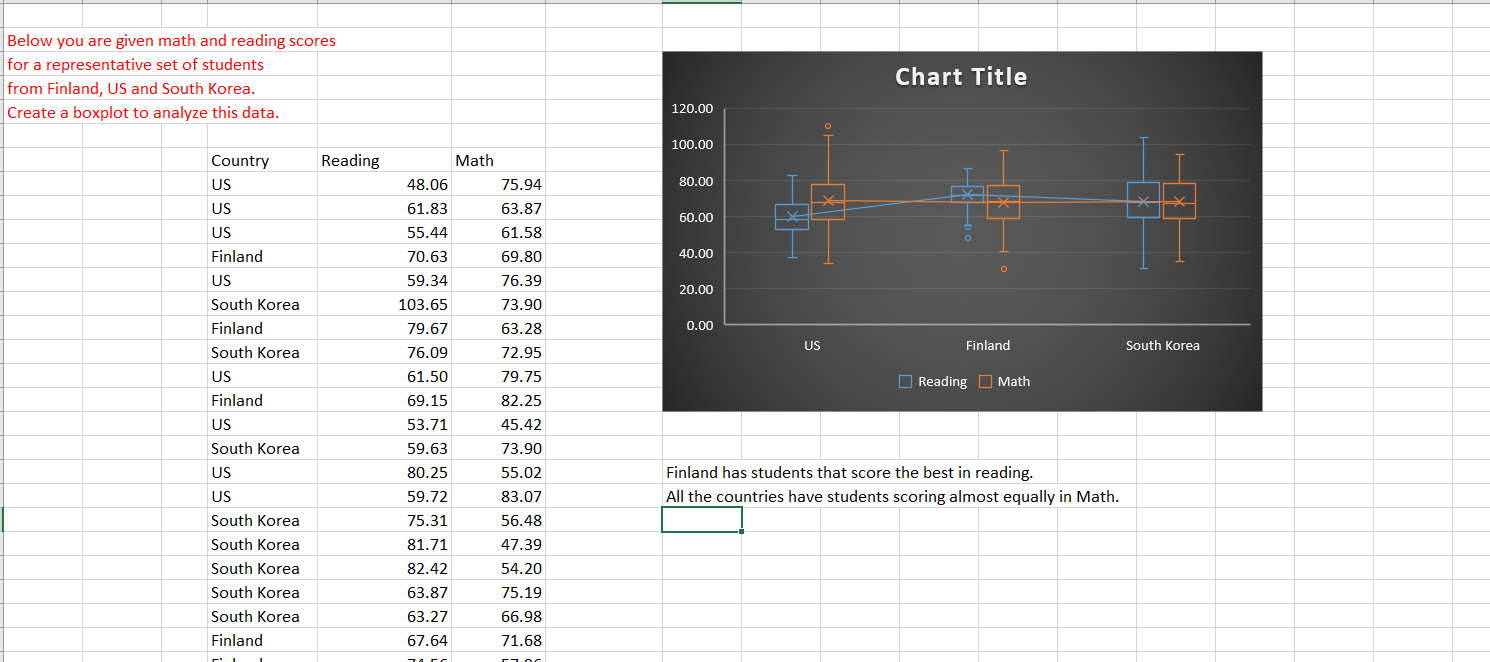 Below you are given math and reading scores
for a representative set of students
from Finland, US and South Korea.
Create a boxplot to analyze this data.
Country Reading Math
US 48.06 75.94
US 61.83 63.87
US 55.44 61.58
Finland 70.63 69.80
US 59.34 76.39
South Korea 103.65 73.90
Finland 79.67 63.28
South Korea 76.09 72.95
US 61.50 79.75
Finland 69.15 82.25
US 53.71 45.42
South Korea 59.63 73.90
US 80.25 55.02
US 59.72 83.07
South Korea 75.31 56.48
South Korea 81.71 47.39
South Korea 82.42 54.20
South Korea 63.87 75.19
South Korea 63.27 66.98
Finland 67.64 71.68
Chart Title
120.00
100.00
80.00
60.00
40.00
20.00
0.00
US Finland South Korea
Reading Math
Finland has students that score the best in reading.
All the countries have students scoring almost equally in Math.